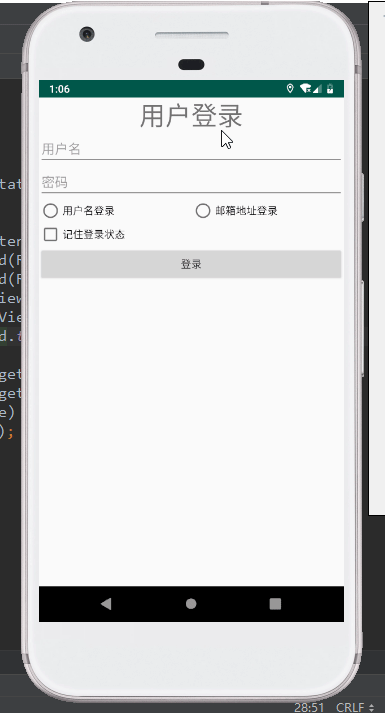 1:06
用户登录
用户名
密码
用户名登录 邮箱地址登录
记住登录状态
登录
tat
ter
d(F
d(F
iew
Vie
d.t
get
get
e)
);
28:51 CRLF